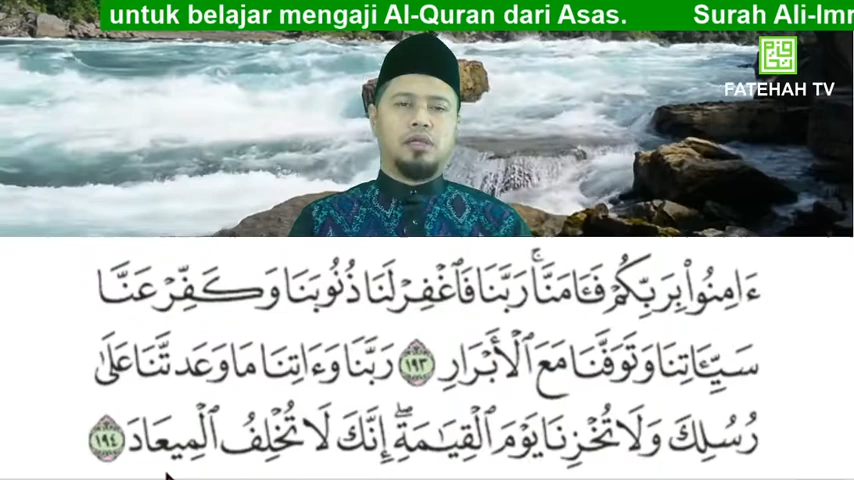 untuk belajar mengaji Al-Quran dari Asas. Surah Ali-Imr
FATEHAH TV
ءَامِنُوا۟ بِرَبِّكُمْ فَـَٔامَنَّا ۚ رَبَّنَا فَٱغْفِرْ لَنَا ذُنُوبَنَا وَكَفِّرْ عَنَّا
سَيِّـَٔاتِنَا وَتَوَفَّنَا مَعَ ٱلْأَبْرَارِ ١٩٣ رَبَّنَا وَءَاتِنَا مَا وَعَدتَّنَا عَلَىٰ
رُسُلِكَ وَلَا تُخْزِنَا يَوْمَ ٱلْقِيَـٰمَةِ ۖ إِنَّكَ لَا تُخْلِفُ ٱلْمِيعَادَ ١٩٤